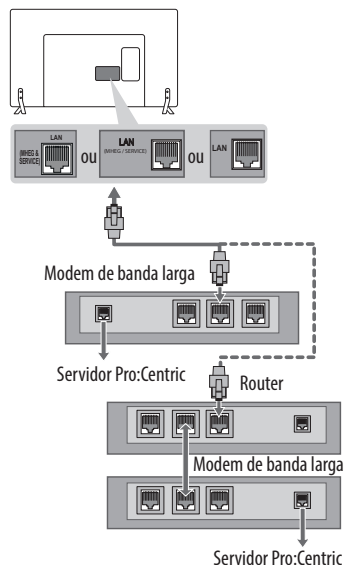 LAN
(MHEG &
SERVICE)
ou
LAN
(MHEG / SERVICE)
ou
LAN
Modem de banda larga
Servidor Pro:Centric
Router
Modem de banda larga
Servidor Pro:Centric